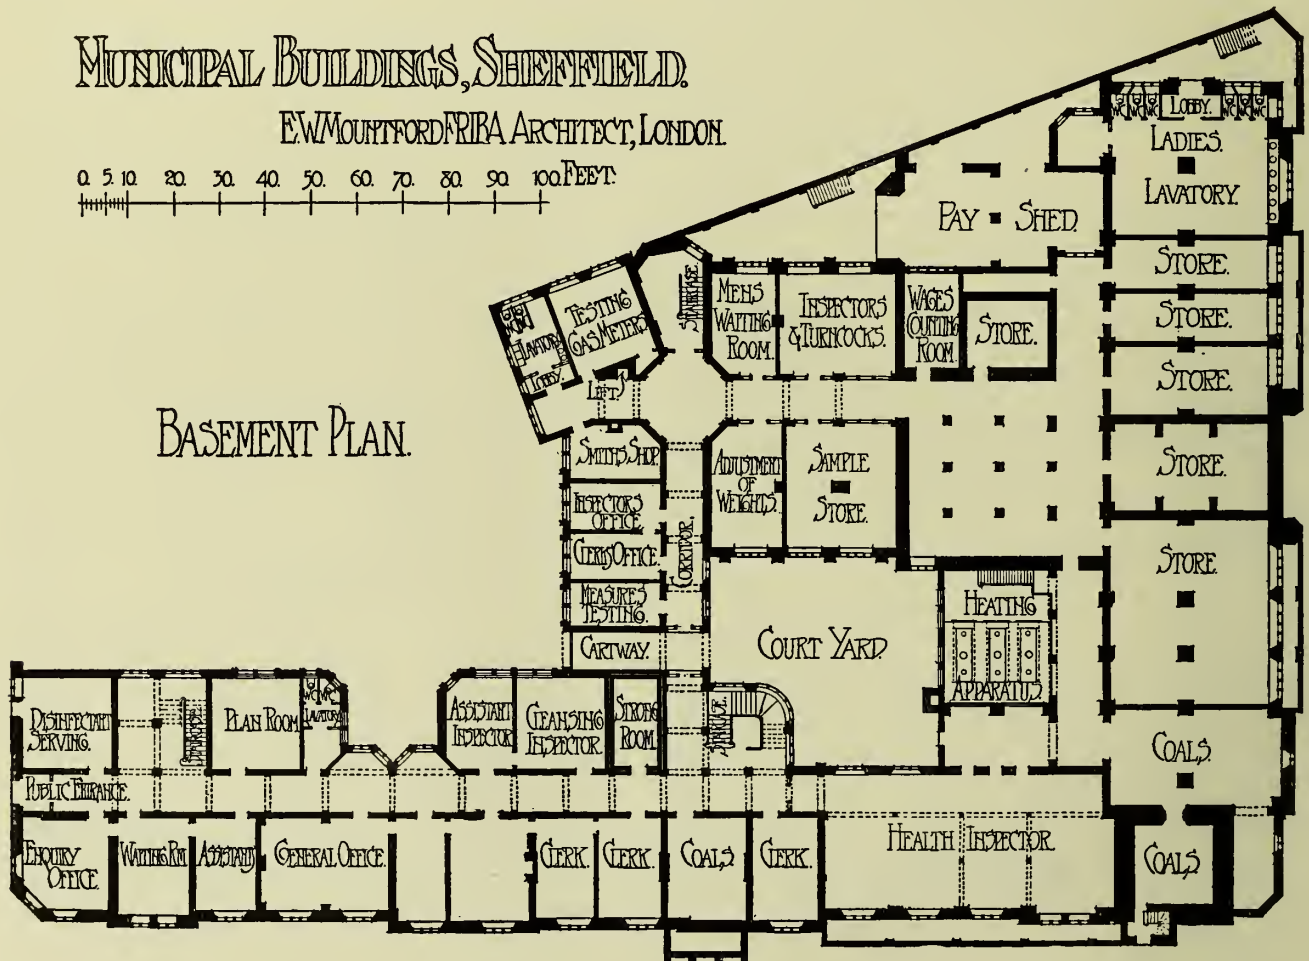 MUNICIPAL BUILDINGS, SHEFFIELD.
E.W. MOUNTFORD FRIBA ARCHITECT, LONDON.
0. 5. 10. 20. 30. 40. 50. 60. 70. 80. 90. 100. FEET.
BASEMENT PLAN.
LOBBY.
LADIES.
LAVATORY.
PAY SHED.
STORE.
STORE.
STORE.
STORE.
STORE.
COALS.
COALS.
STAIRCASE.
MENS
WAITING
ROOM.
INSPECTORS
& TURNCOCKS.
WAGES
COUNTING
ROOM
STORE.
TESTING
GAS METERS
LAVATORY
LOBBY.
LIFT.
SMITHS SHOP.
INSPECTORS
OFFICE.
CLERKS OFFICE.
MEASURES
TESTING.
CARTWAY.
CORRIDOR.
ADJUSTMENT
OF
WEIGHTS.
SAMPLE
STORE.
COURT YARD.
HEATING
APPARATUS.
DISINFECTANT
SERVING.
STAIRCASE
PLAN ROOM
LAVATORY
ASSISTANT
INSPECTOR
CLEANSING
INSPECTOR.
STRONG
ROOM
STAIRCASE
PUBLIC ENTRANCE.
ENQUIRY
OFFICE.
WAITING RM
ASSISTANTS
GENERAL OFFICE.
CLERK.
CLERK.
COALS.
CLERK.
HEALTH INSPECTOR.